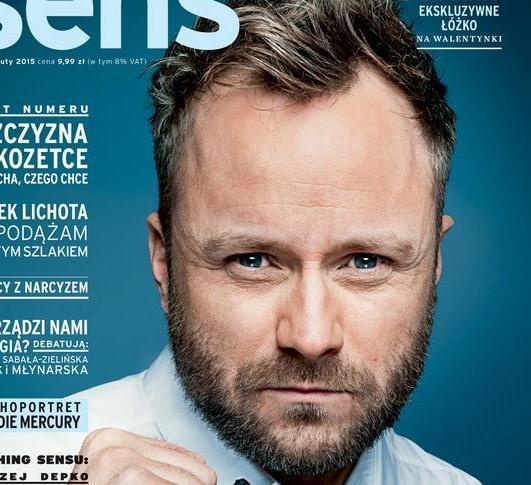 sens
EKSKLUZYWNE
ŁÓŻKO
NA WALENTYNKI
uty 2015 cena 9,99 zł (w tym 8% VAT)
T NUMERU
ZCZYZNA
KOZETCE
CHA, CZEGO CHCE
EK LICHOTA
PODĄŻAM
TYM SZLAKIEM
CY Z NARCYZEM
RZĄDZI NAMI
GIA? DEBATUJĄ:
SABAŁA-ZIELIŃSKA
K i MŁYNARSKA
HOPORTRET
DIE MERCURY
HING SENSU:
ZEJ DEPKO